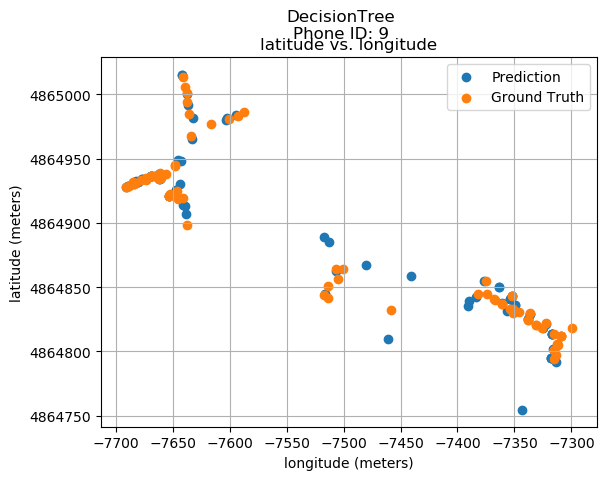 DecisionTree
Phone ID: 9
latitude vs. longitude
Prediction
Ground Truth
4865000
4864950
4864900
4864850
4864800
4864750
latitude (meters)
−7700 −7650 −7600 −7550 −7500 −7450 −7400 −7350 −7300
longitude (meters)